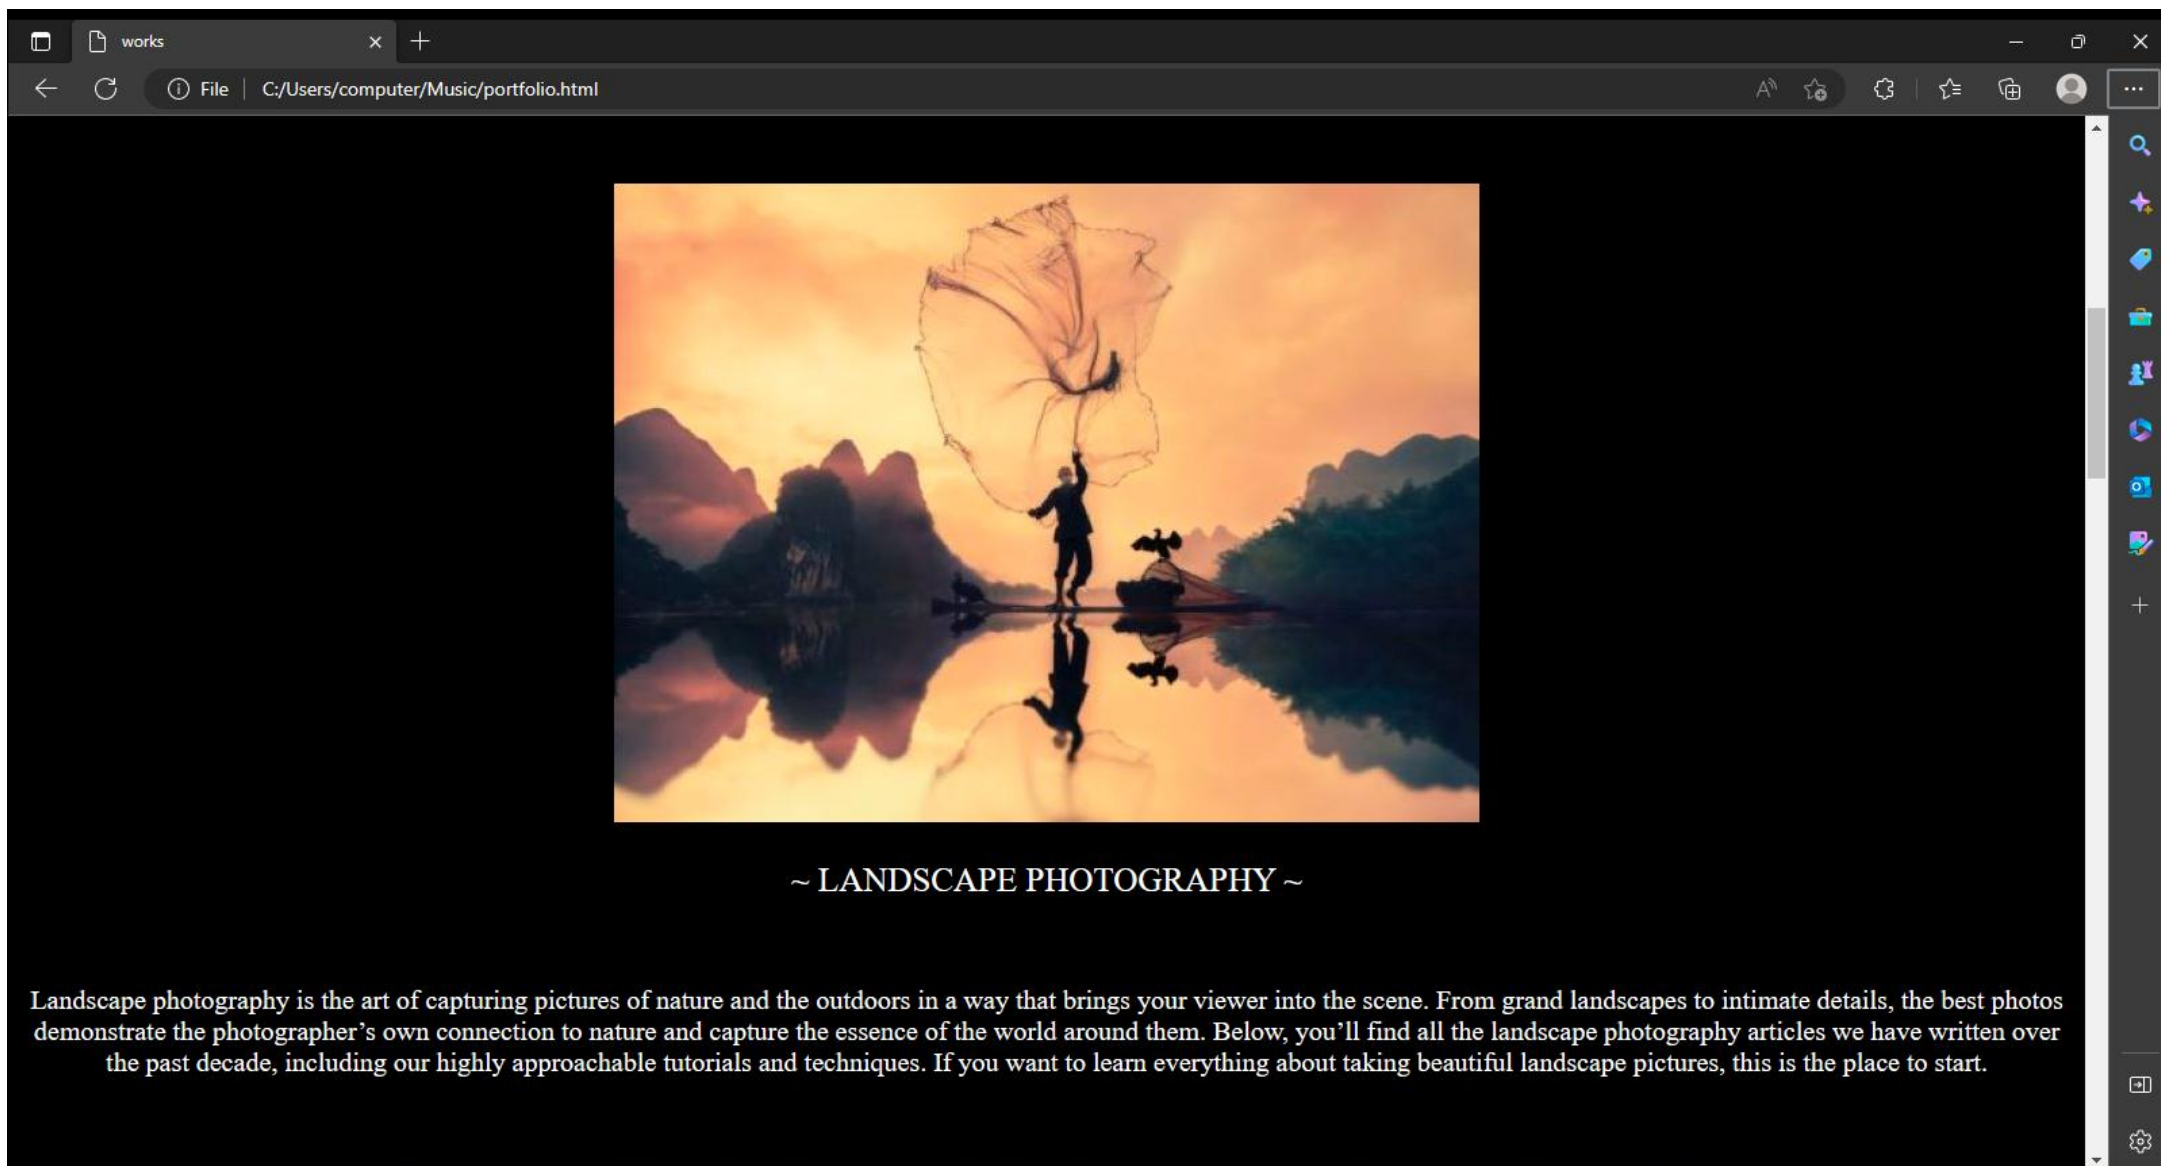 works
File
C:/Users/computer/Music/portfolio.html
~ LANDSCAPE PHOTOGRAPHY ~
Landscape photography is the art of capturing pictures of nature and the outdoors in a way that brings your viewer into the scene. From grand landscapes to intimate details, the best photos
demonstrate the photographer’s own connection to nature and capture the essence of the world around them. Below, you’ll find all the landscape photography articles we have written over
the past decade, including our highly approachable tutorials and techniques. If you want to learn everything about taking beautiful landscape pictures, this is the place to start.